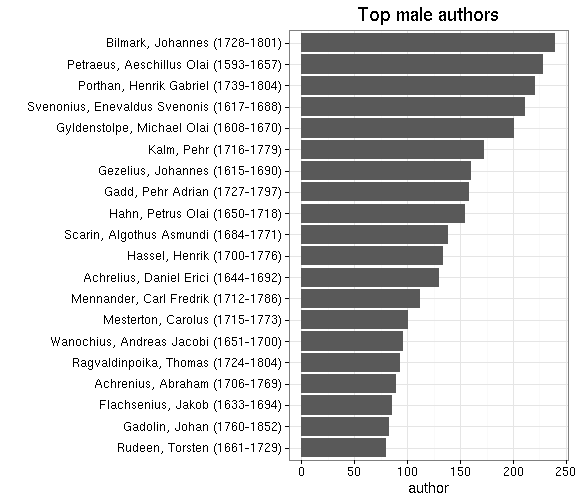 Top male authors
Bilmark, Johannes (1728-1801)
Petraeus, Aeschillus Olai (1593-1657)
Porthan, Henrik Gabriel (1739-1804)
Svenonius, Enevaldus Svenonis (1617-1688)
Gyldenstolpe, Michael Olai (1608-1670)
Kalm, Pehr (1716-1779)
Gezelius, Johannes (1615-1690)
Gadd, Pehr Adrian (1727-1797)
Hahn, Petrus Olai (1650-1718)
Scarin, Algothus Asmundi (1684-1771)
Hassel, Henrik (1700-1776)
Achrelius, Daniel Erici (1644-1692)
Mennander, Carl Fredrik (1712-1786)
Mesterton, Carolus (1715-1773)
Wanochius, Andreas Jacobi (1651-1700)
Ragvaldinpoika, Thomas (1724-1804)
Achrenius, Abraham (1706-1769)
Flachsenius, Jakob (1633-1694)
Gadolin, Johan (1760-1852)
Rudeen, Torsten (1661-1729)
0 50 100 150 200 250
author